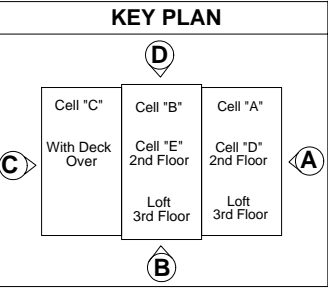 KEY PLAN
D
Cell "C"
With Deck
Over
Cell "B"
Cell "E"
2nd Floor
Loft
3rd Floor
Cell "A"
Cell "D"
2nd Floor
Loft
3rd Floor
C
A
B